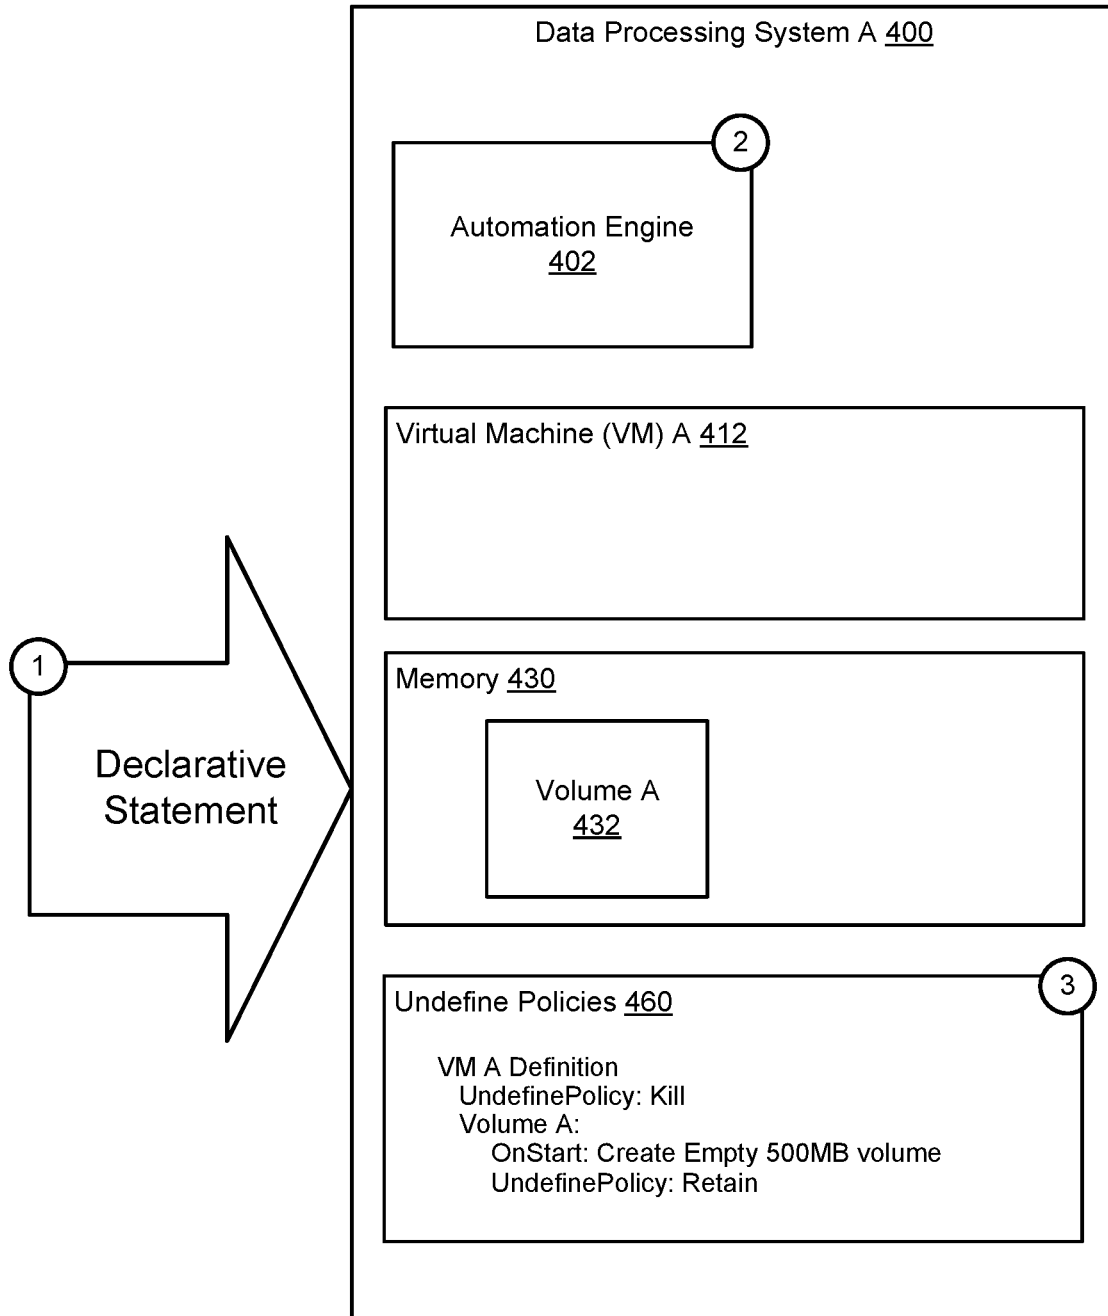 Data Processing System A 400
2
Automation Engine
402
Virtual Machine (VM) A 412
1
Declarative
Statement
Memory 430
Volume A
432
3
Undefine Policies 460
VM A Definition
UndefinePolicy: Kill
Volume A:
OnStart: Create Empty 500MB volume
UndefinePolicy: Retain